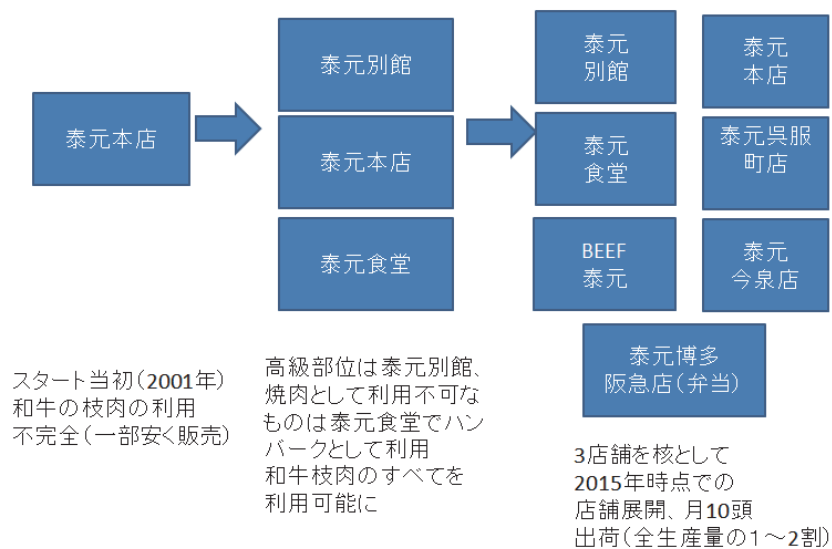 泰元本店
泰元別館
泰元本店
泰元食堂
泰元
別館
泰元
本店
泰元
食堂
泰元呉服
町店
BEEF
泰元
泰元
今泉店
泰元博多
阪急店(弁当)
スタート当初(2001年)
和牛の枝肉の利用
不完全(一部安く販売)
高級部位は泰元別館、
焼肉として利用不可な
ものは泰元食堂でハン
バークとして利用
和牛枝肉のすべてを
利用可能に
3店舗を核として
2015年時点での
店舗展開、月10頭
出荷(全生産量の1～2割)